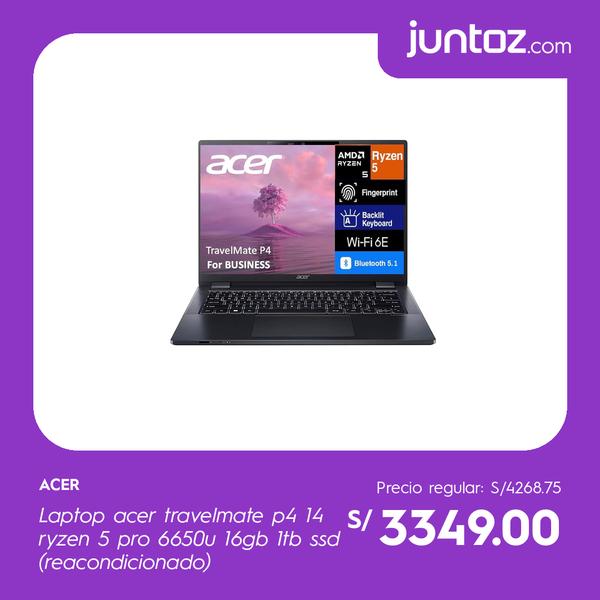 juntoz.com
acer
AMD RYZEN 5
Ryzen 5
Fingerprint
A
Backlit Keyboard
Wi-Fi 6E
Bluetooth 5.1
TravelMate P4
For BUSINESS
acer
ACER
Laptop acer travelmate p4 14
ryzen 5 pro 6650u 16gb 1tb ssd
(reacondicionado)
Precio regular: S/4268.75
S/ 3349.00